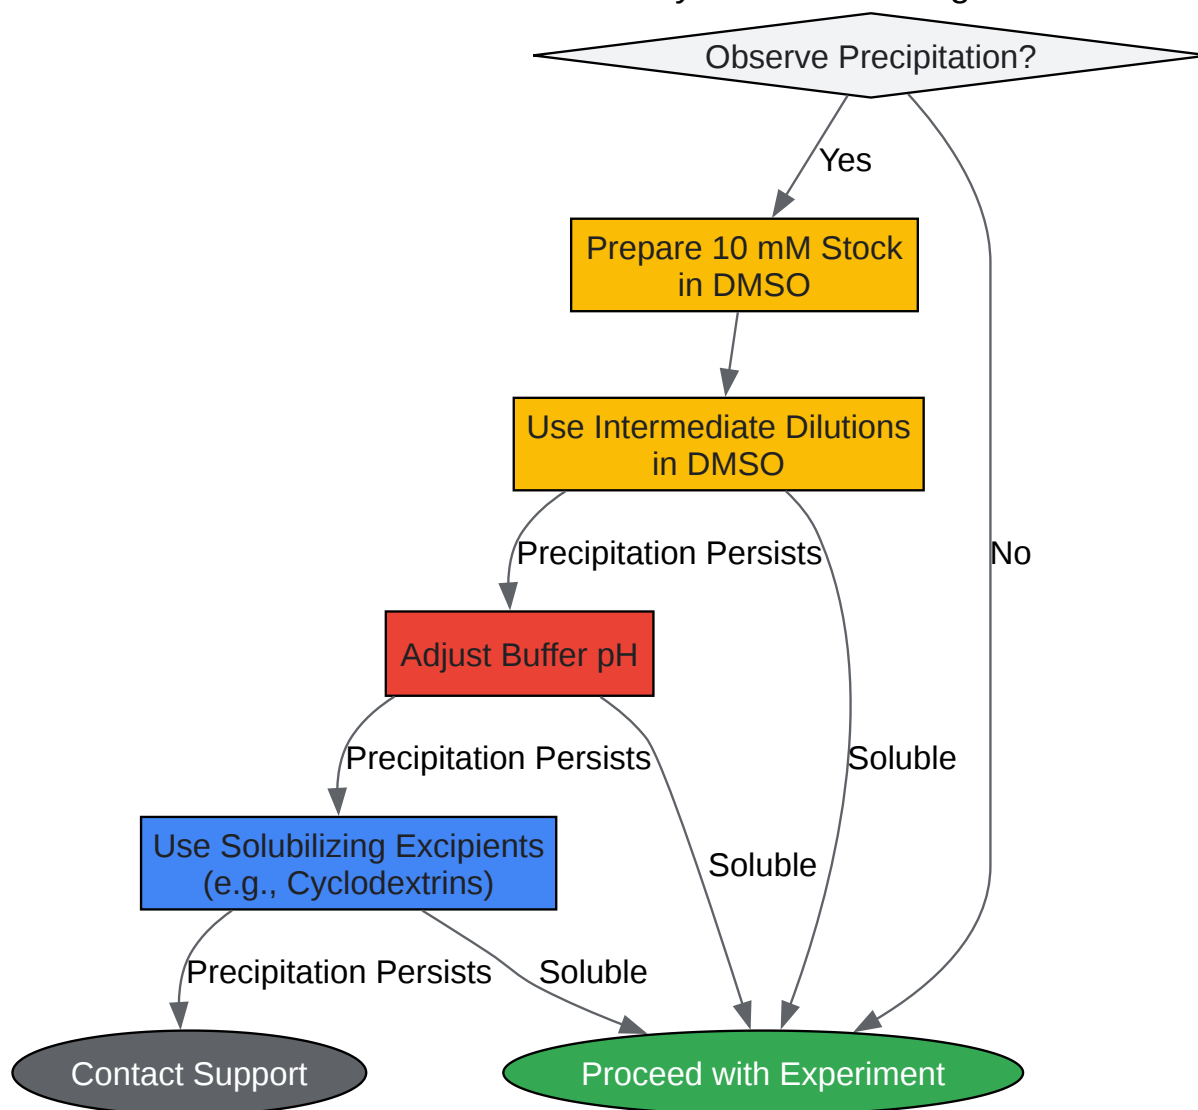 Observe Precipitation?
Yes
Prepare 10 mM Stock
in DMSO
Use Intermediate Dilutions
in DMSO
Precipitation Persists
No
Adjust Buffer pH
Precipitation Persists
Soluble
Use Solubilizing Excipients
(e.g., Cyclodextrins)
Soluble
Precipitation Persists
Soluble
Contact Support
Proceed with Experiment